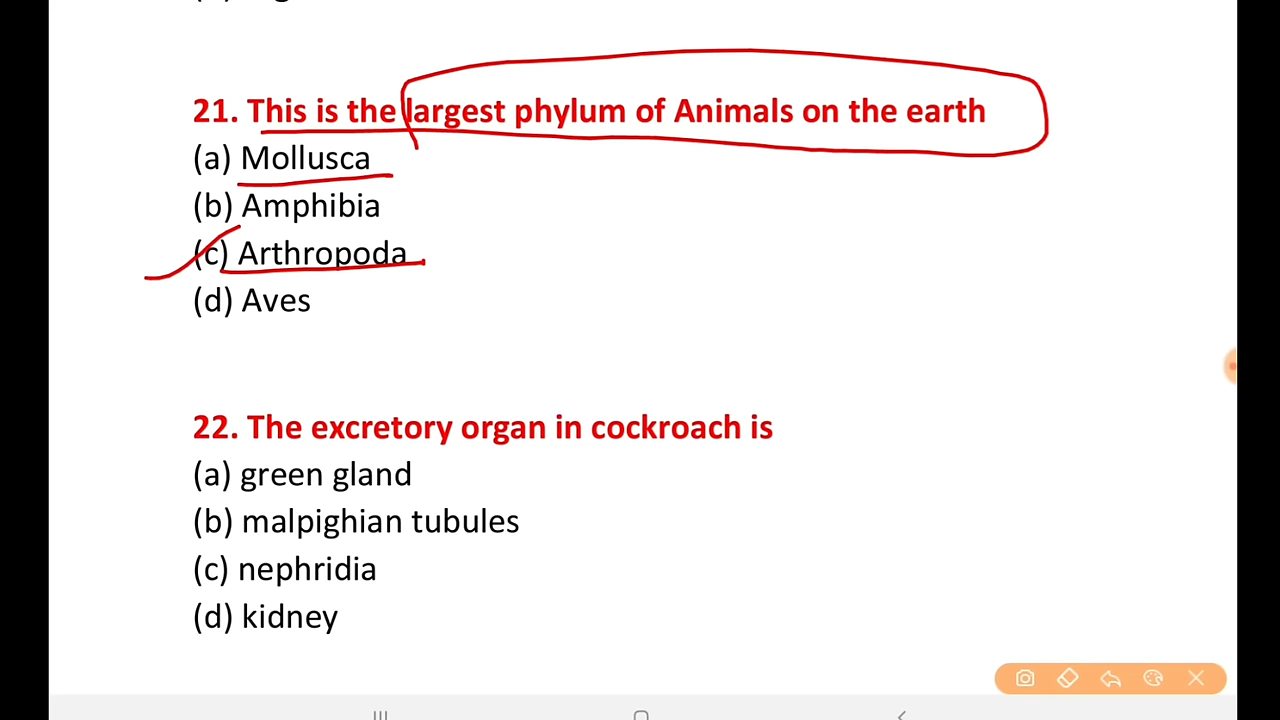 21. This is the largest phylum of Animals on the earth
(a) Mollusca
(b) Amphibia
(c) Arthropoda
(d) Aves
22. The excretory organ in cockroach is
(a) green gland
(b) malpighian tubules
(c) nephridia
(d) kidney